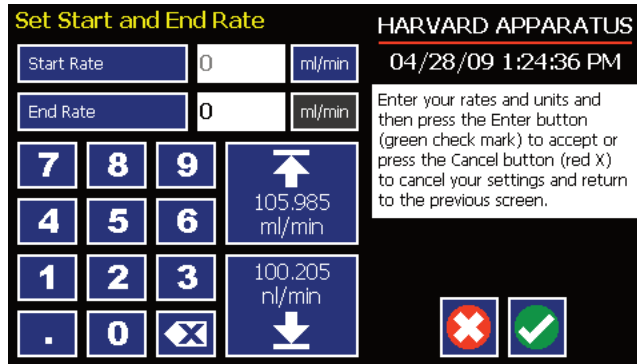 Set Start and End Rate
Start Rate 0 ml/min
End Rate 0 ml/min
7 8 9
4 5 6
1 2 3
. 0 X
105.985
ml/min
100.205
nl/min
HARVARD APPARATUS
04/28/09 1:24:36 PM
Enter your rates and units and
then press the Enter button
(green check mark) to accept or
press the Cancel button (red X)
to cancel your settings and return
to the previous screen.